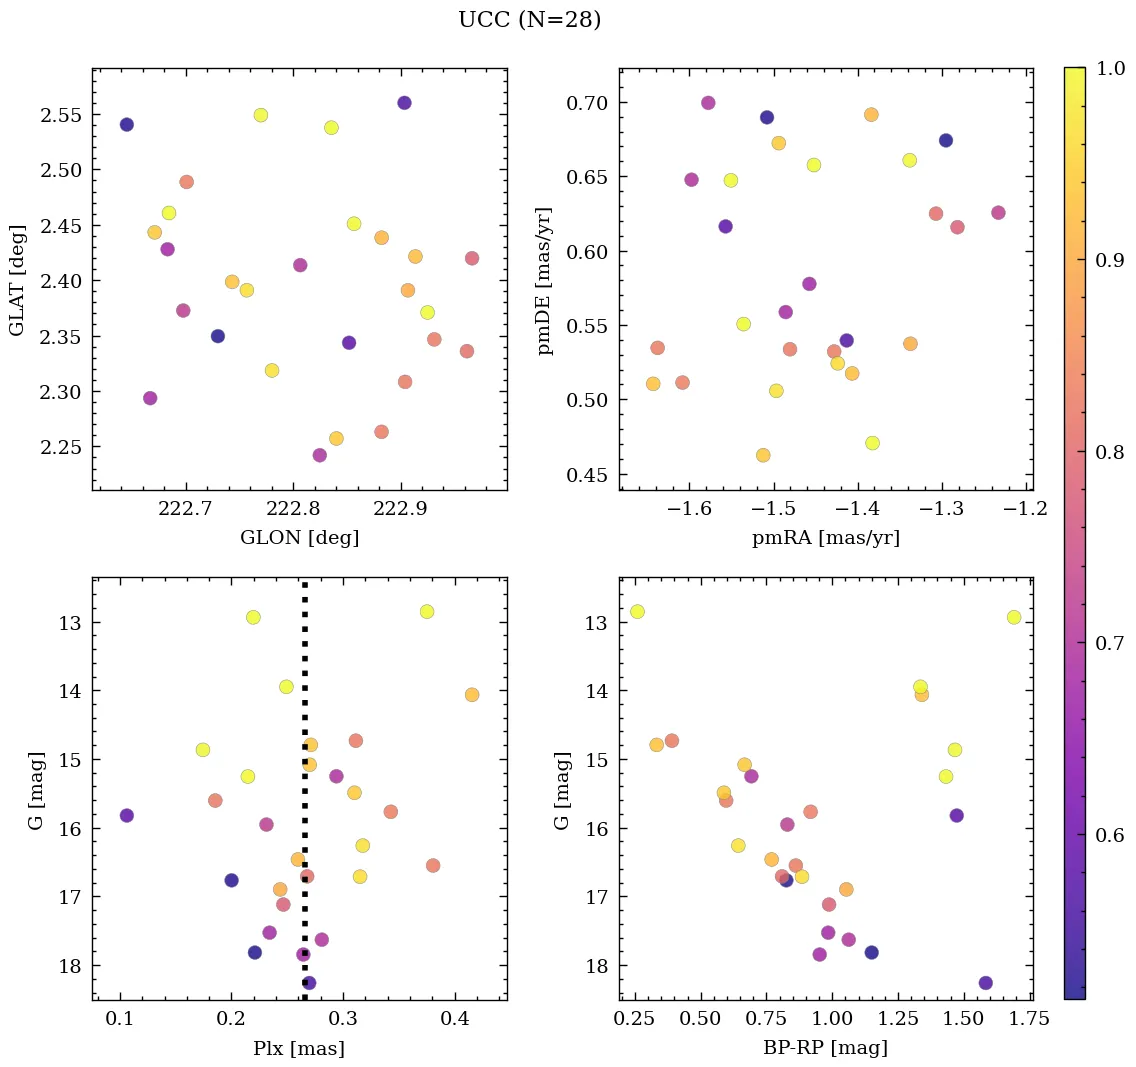 UCC (N=28)
2.55
2.50
2.45
2.40
2.35
2.30
2.25
GLAT [deg]
222.7 222.8 222.9
GLON [deg]
0.70
0.65
0.60
0.55
0.50
0.45
pmDE [mas/yr]
−1.6 −1.5 −1.4 −1.3 −1.2
pmRA [mas/yr]
1.0
0.9
0.8
0.7
0.6
13
14
15
16
17
18
G [mag]
0.1 0.2 0.3 0.4
Plx [mas]
13
14
15
16
17
18
G [mag]
0.25 0.50 0.75 1.00 1.25 1.50 1.75
BP-RP [mag]